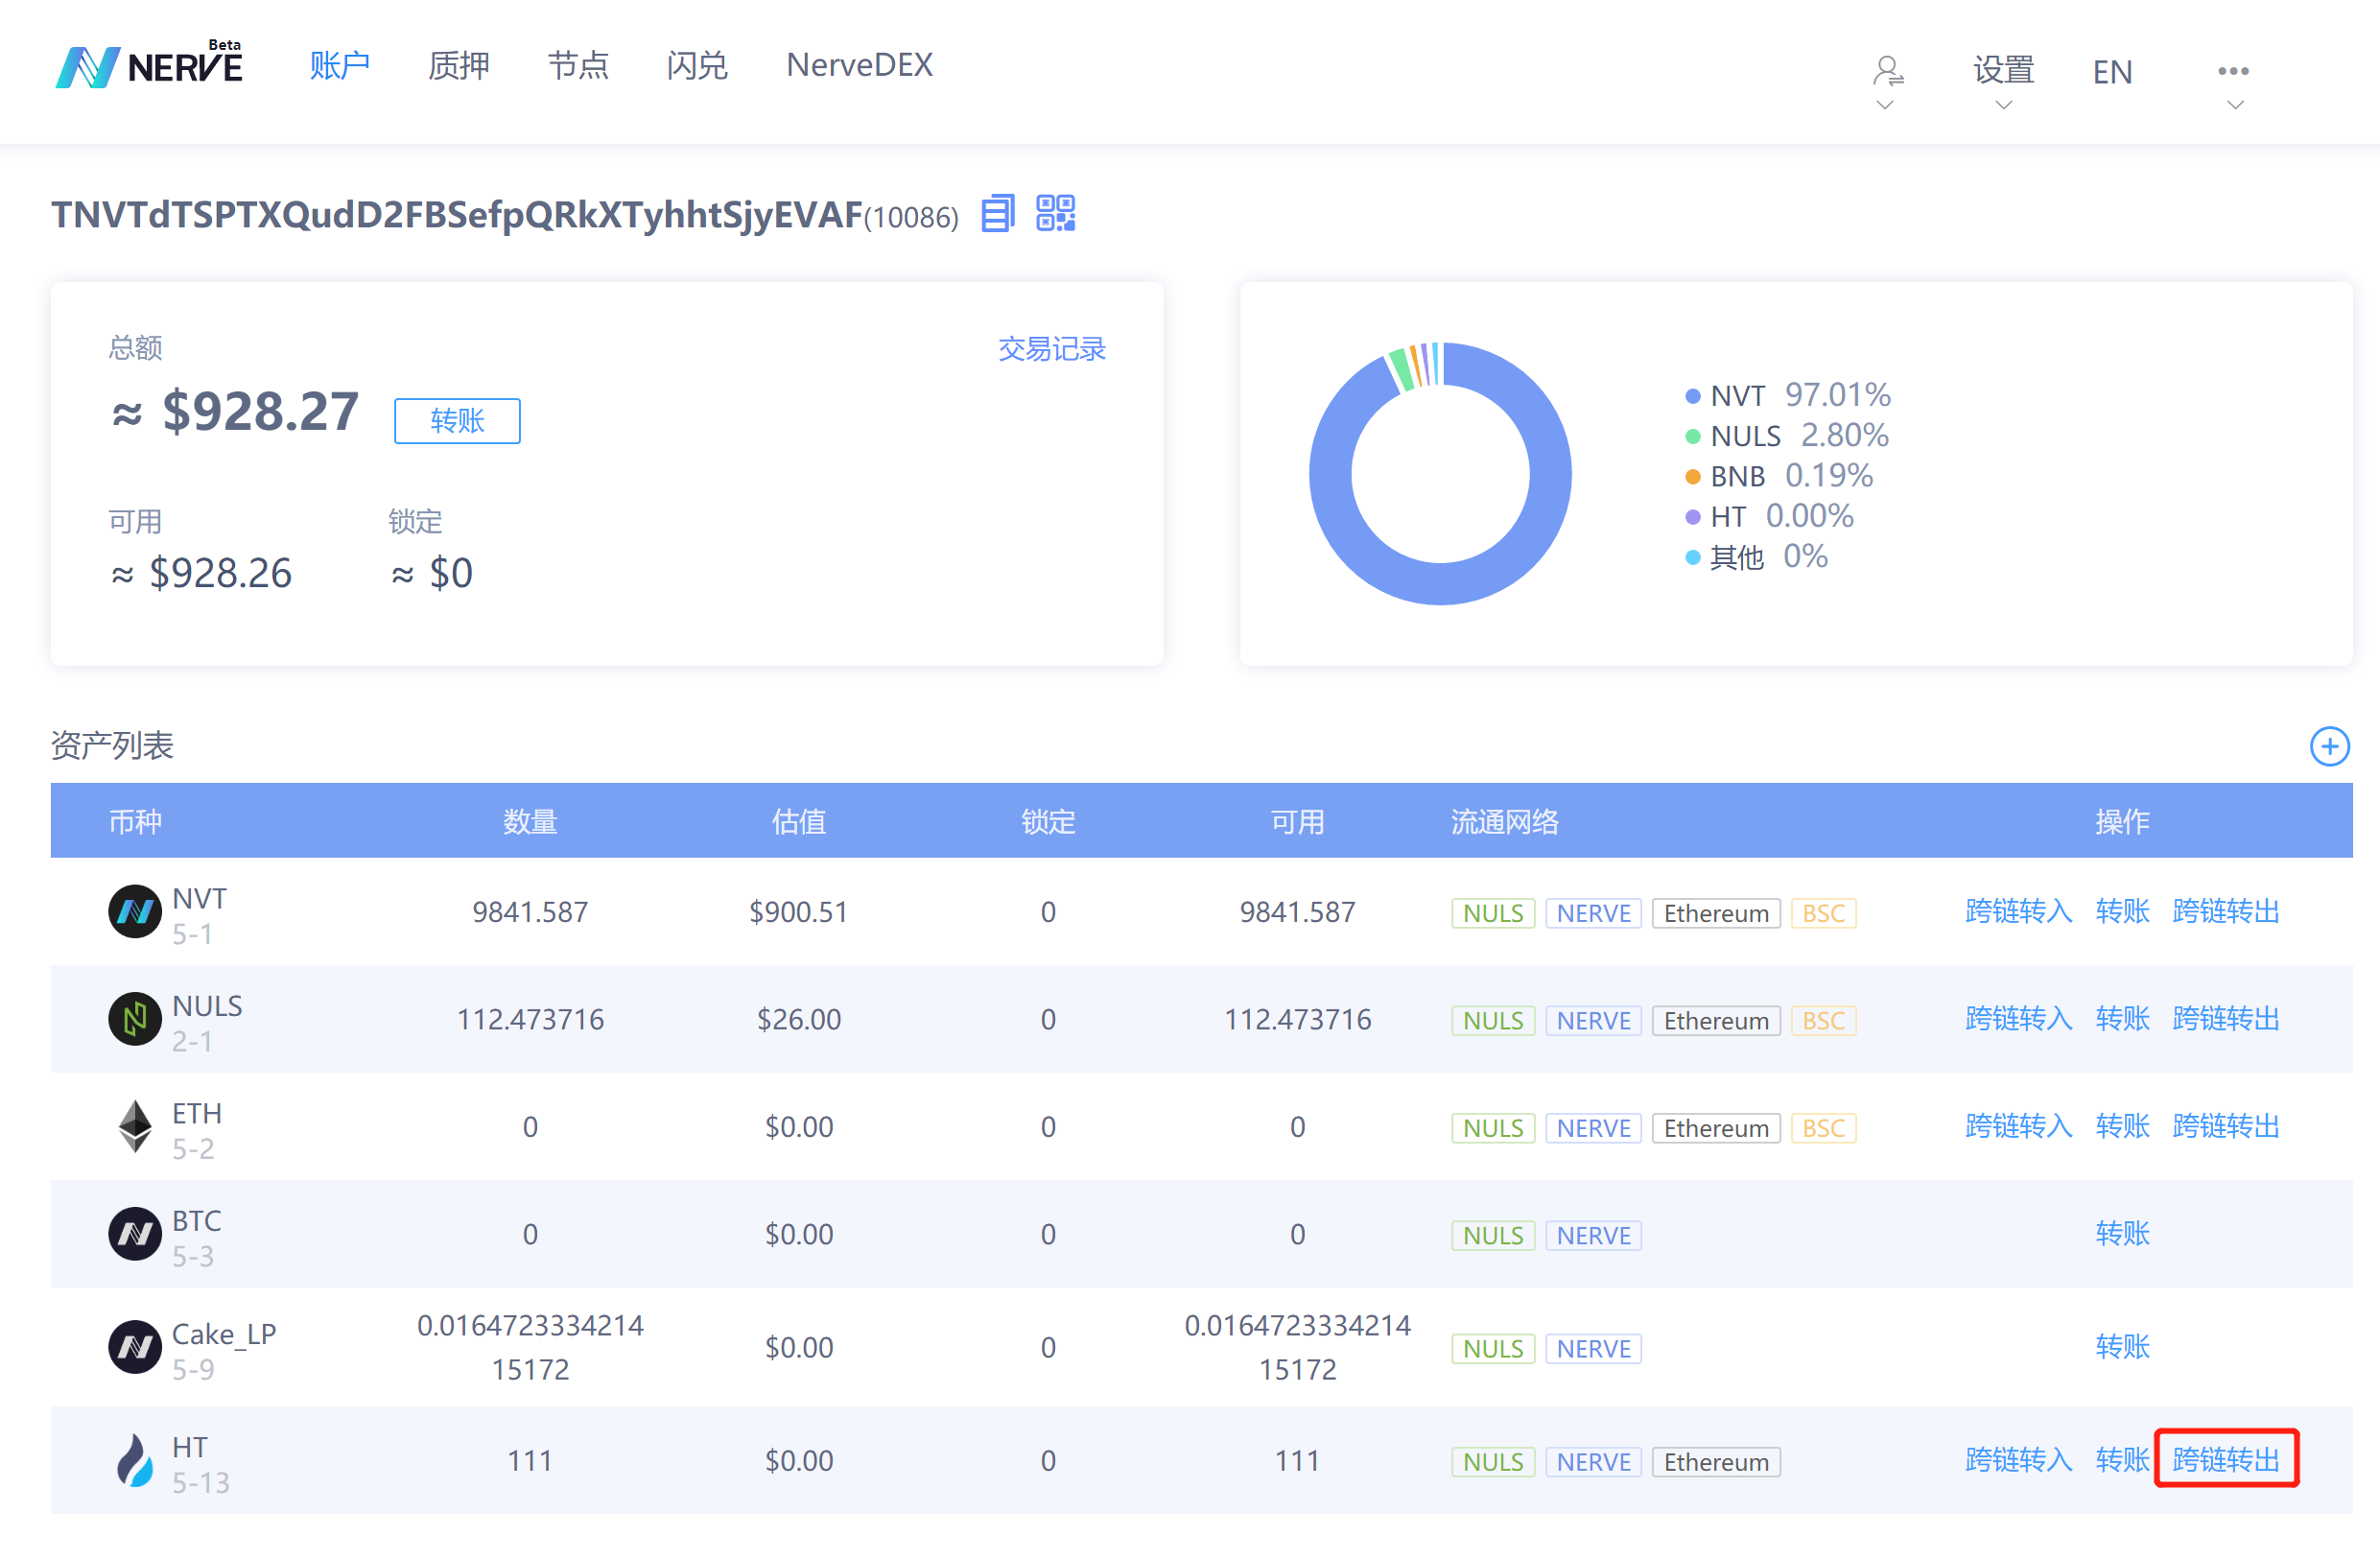 NERVE Beta 账户 质押 节点 闪兑 NerveDEX 设置 EN •••
TNVTdTSPTXQudD2FBSefpQRkXTyhhtSjyEVAF(10086)
总额 交易记录
≈ $928.27 转账
可用 锁定
≈ $928.26 ≈ $0
NVT 97.01%
NULS 2.80%
BNB 0.19%
HT 0.00%
其他 0%
资产列表
币种 数量 估值 锁定 可用 流通网络 操作
NVT 5-1 9841.587 $900.51 0 9841.587 NULS NERVE Ethereum BSC 跨链转入 转账 跨链转出
NULS 2-1 112.473716 $26.00 0 112.473716 NULS NERVE Ethereum BSC 跨链转入 转账 跨链转出
ETH 5-2 0 $0.00 0 0 NULS NERVE Ethereum BSC 跨链转入 转账 跨链转出
BTC 5-3 0 $0.00 0 0 NULS NERVE 转账
Cake_LP 5-9 0.016472333421415172 $0.00 0 0.016472333421415172 NULS NERVE 转账
HT 5-13 111 $0.00 0 111 NULS NERVE Ethereum 跨链转入 转账 跨链转出